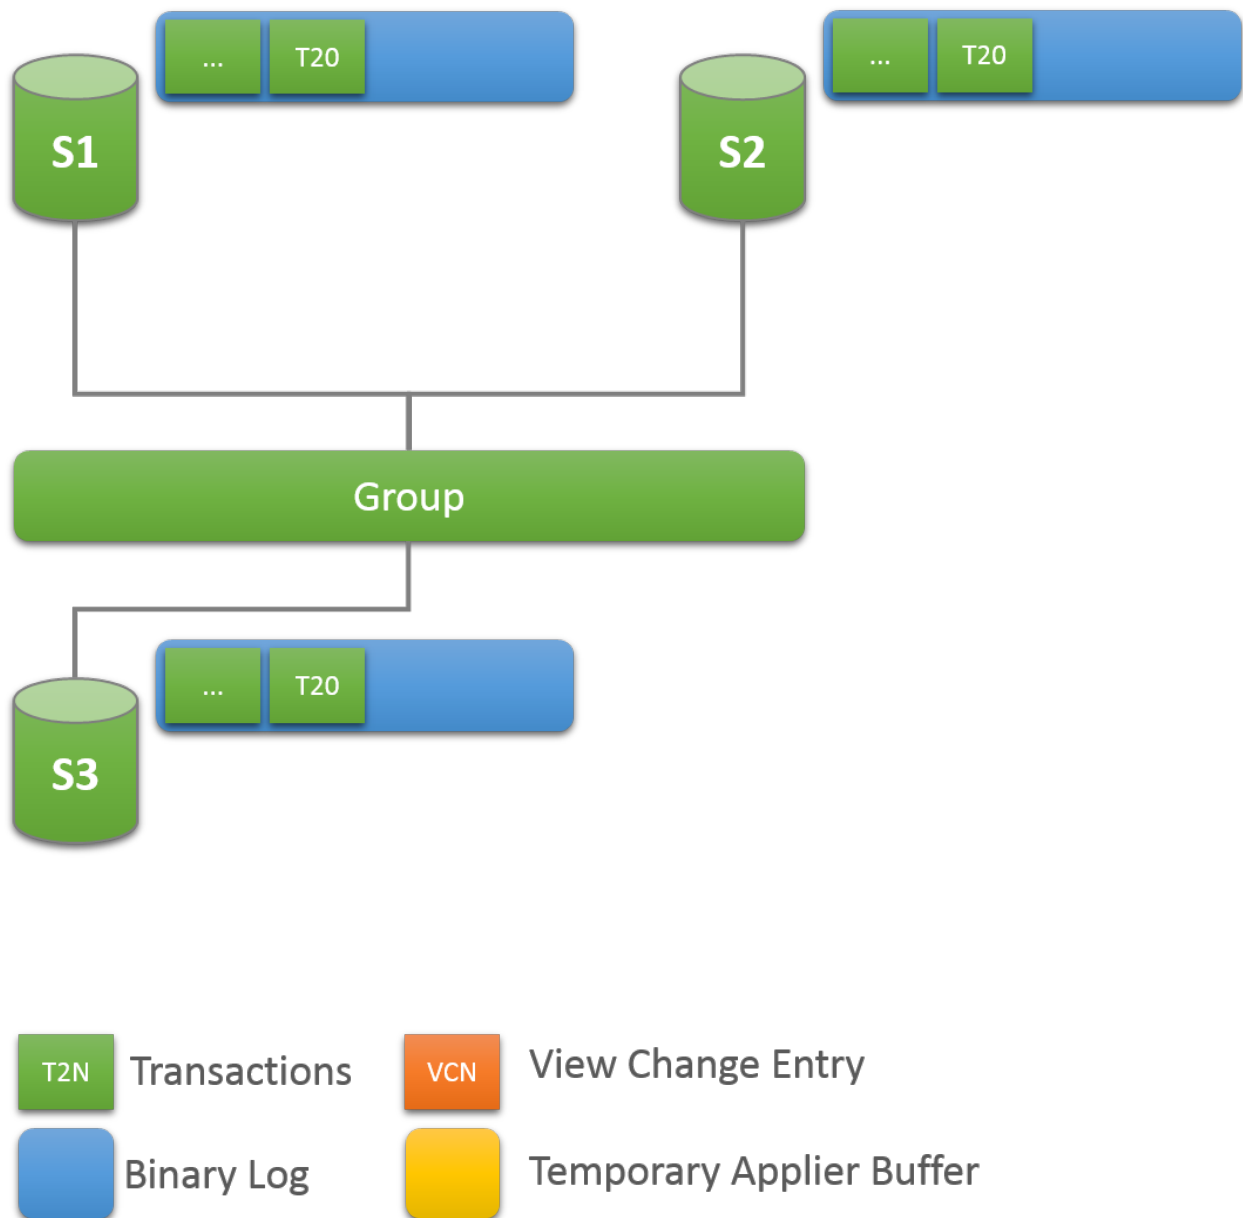 ... T20
... T20
S1
S2
Group
... T20
S3
T2N Transactions
VCN View Change Entry
Binary Log
Temporary Applier Buffer